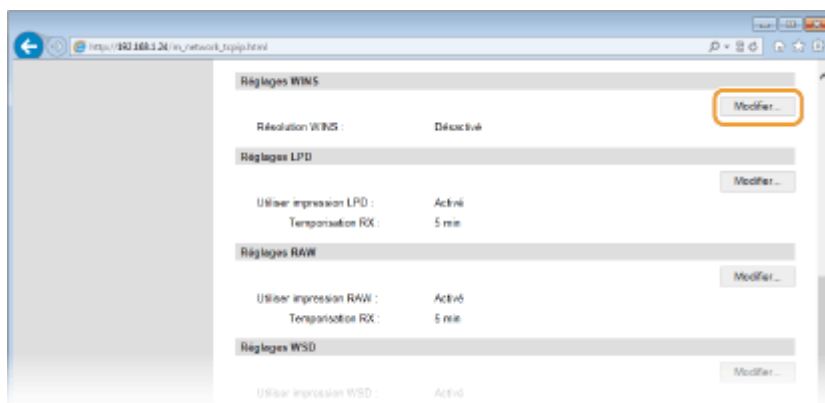 http://192.168.1.24/m_network_tcpip.html
Réglages WINS
Modifier...
Résolution WINS : Désactivé
Réglages LPD
Modifier...
Utiliser impression LPD : Activé
Temporisation RX : 5 min
Réglages RAW
Modifier...
Utiliser impression RAW : Activé
Temporisation RX : 5 min
Réglages WSD
Modifier...
Utiliser impression WSD : Activé